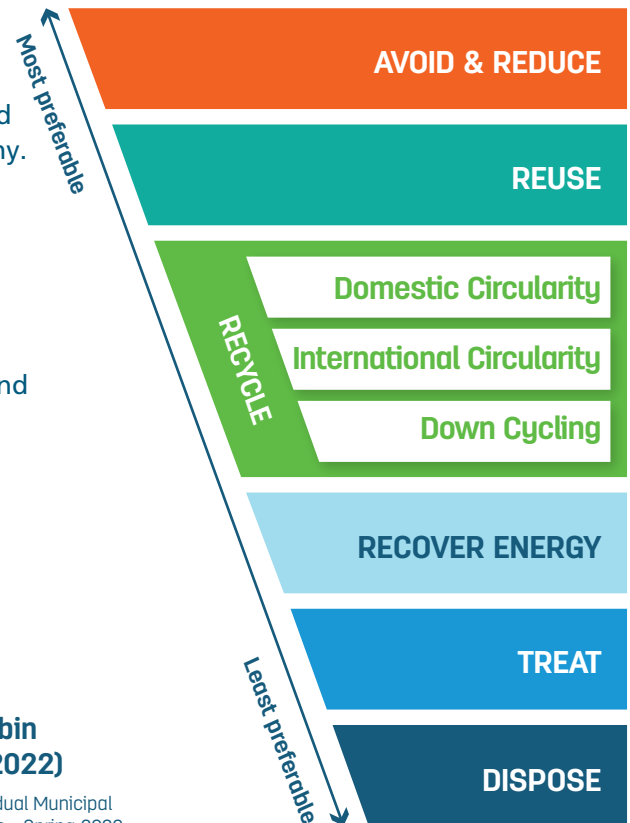 Most preferable
AVOID & REDUCE
REUSE
RECYCLE
Domestic Circularity
International Circularity
Down Cycling
RECOVER ENERGY
TREAT
Least preferable
DISPOSE
ny.
nd
bin
2022)
dual Municipal